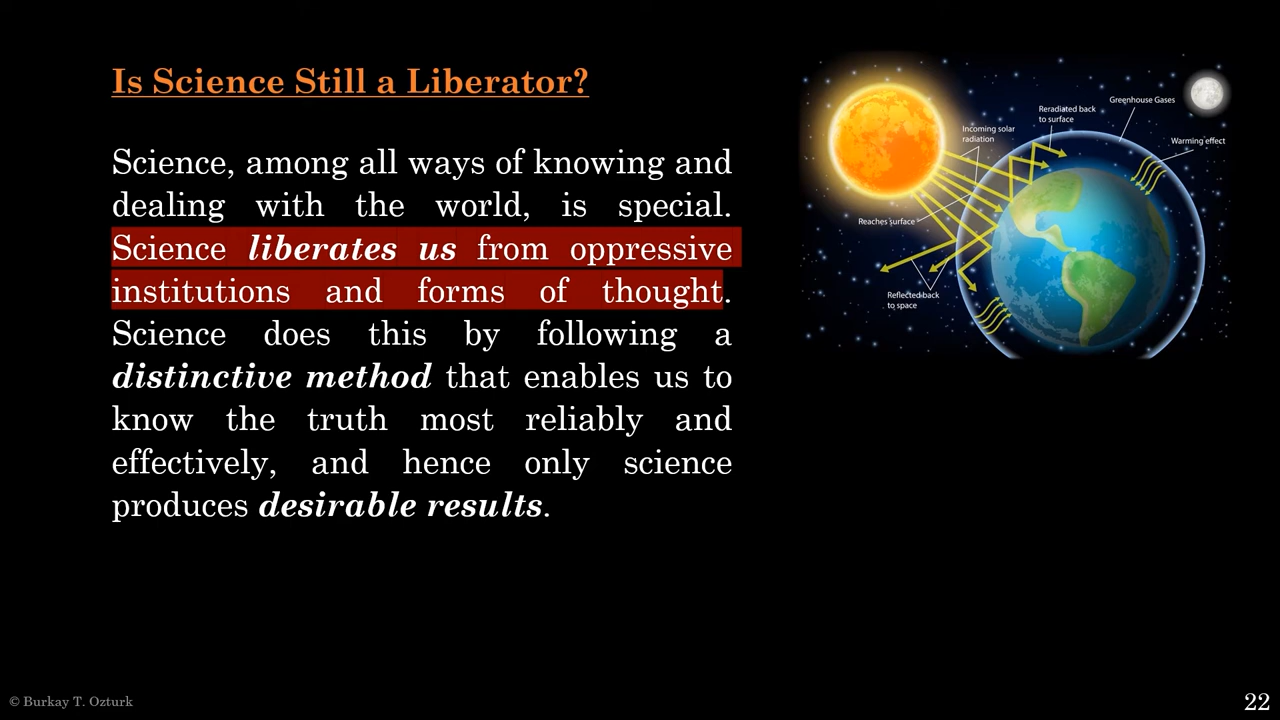 Is Science Still a Liberator?
Science, among all ways of knowing and
dealing with the world, is special.
Science liberates us from oppressive
institutions and forms of thought.
Science does this by following a
distinctive method that enables us to
know the truth most reliably and
effectively, and hence only science
produces desirable results.
Incoming solar
radiation
Reradiated back
to surface
Greenhouse Gases
Warming effect
Reaches surface
Reflected back
to space
© Burkay T. Ozturk
22